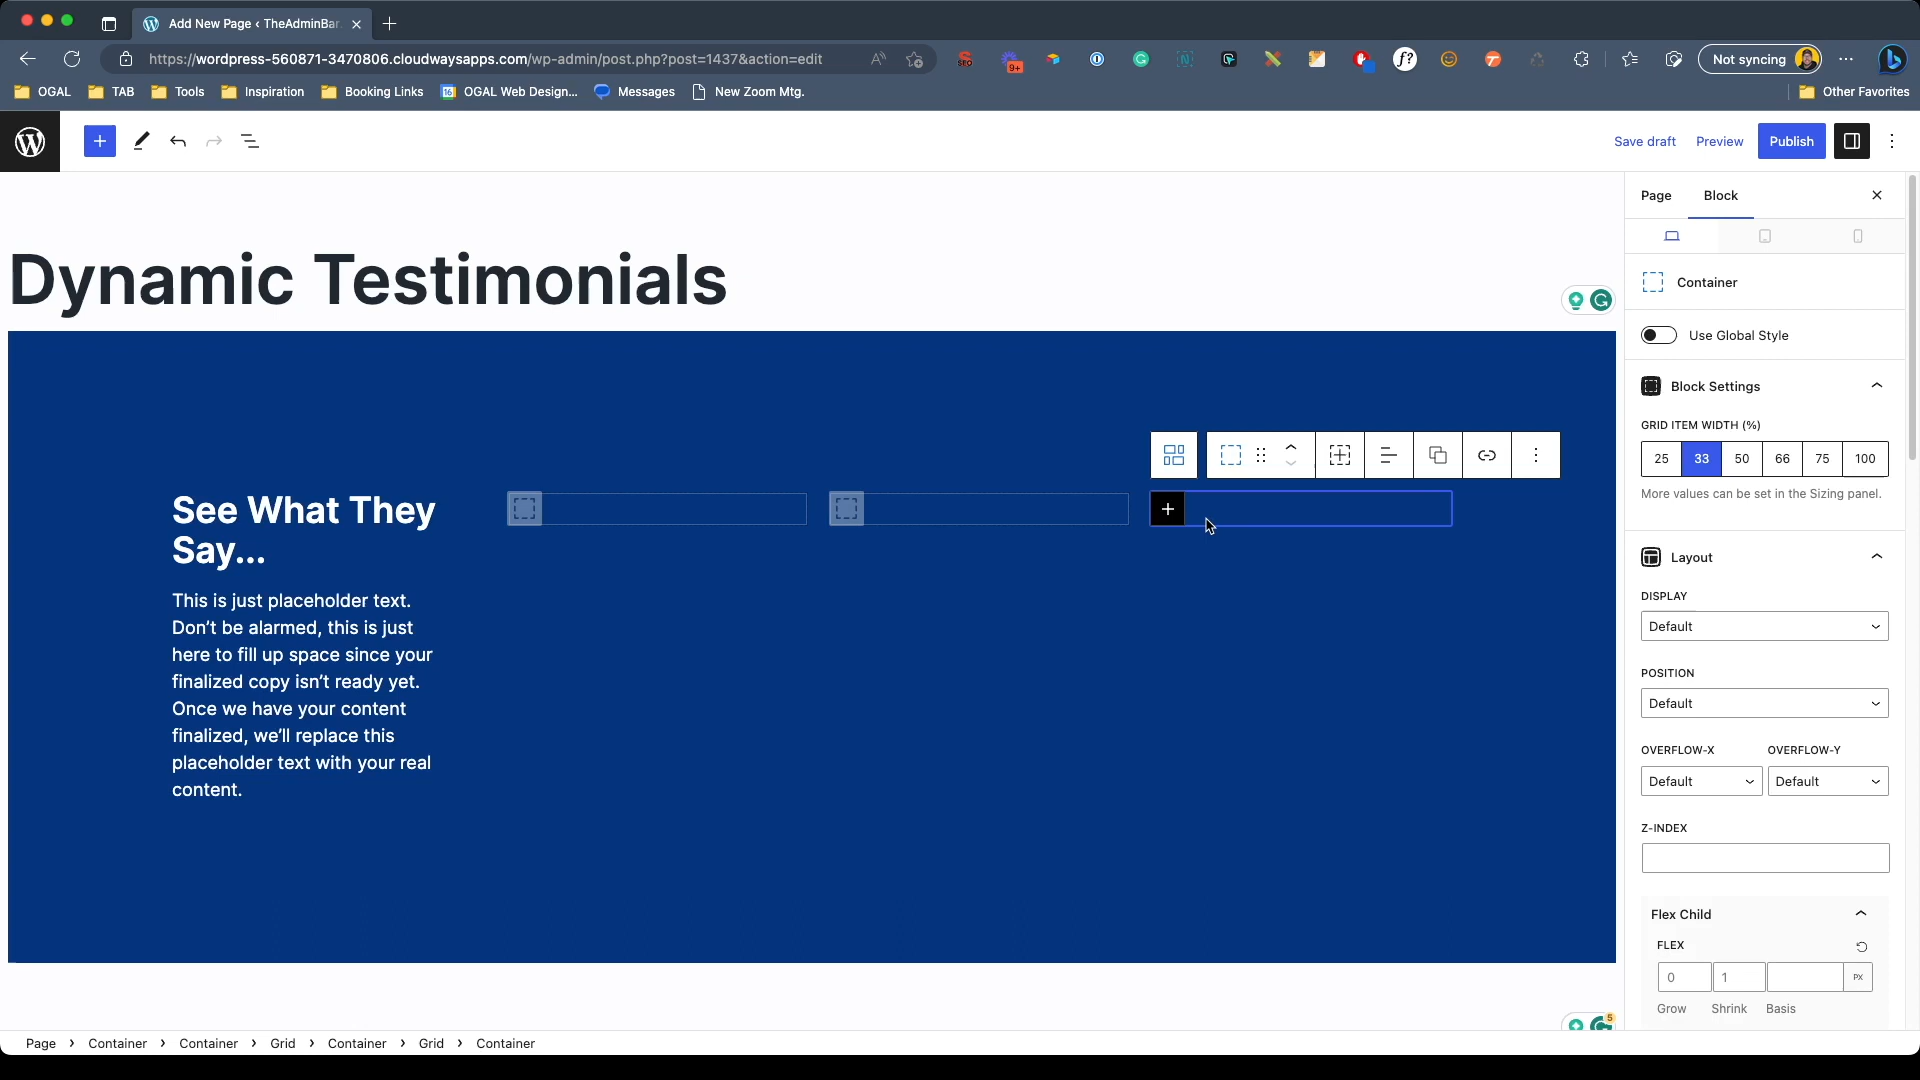 Add New Page ‹ TheAdminBar
https://wordpress-560871-3470806.cloudwaysapps.com/wp-admin/post.php?post=1437&action=edit
SEO
9+
f?
Not syncing
OGAL
TAB
Tools
Inspiration
Booking Links
OGAL Web Design...
Messages
New Zoom Mtg.
Other Favorites
Save draft
Preview
Publish
Page
Block
Dynamic Testimonials
Container
Use Global Style
Block Settings
GRID ITEM WIDTH (%)
25 33 50 66 75 100
More values can be set in the Sizing panel.
See What They
Say...
This is just placeholder text.
Don't be alarmed, this is just
here to fill up space since your
finalized copy isn't ready yet.
Once we have your content
finalized, we'll replace this
placeholder text with your real
content.
Layout
DISPLAY
Default
POSITION
Default
OVERFLOW-X OVERFLOW-Y
Default Default
Z-INDEX
Flex Child
FLEX
0 1 PX
Grow Shrink Basis
5
Page › Container › Container › Grid › Container › Grid › Container